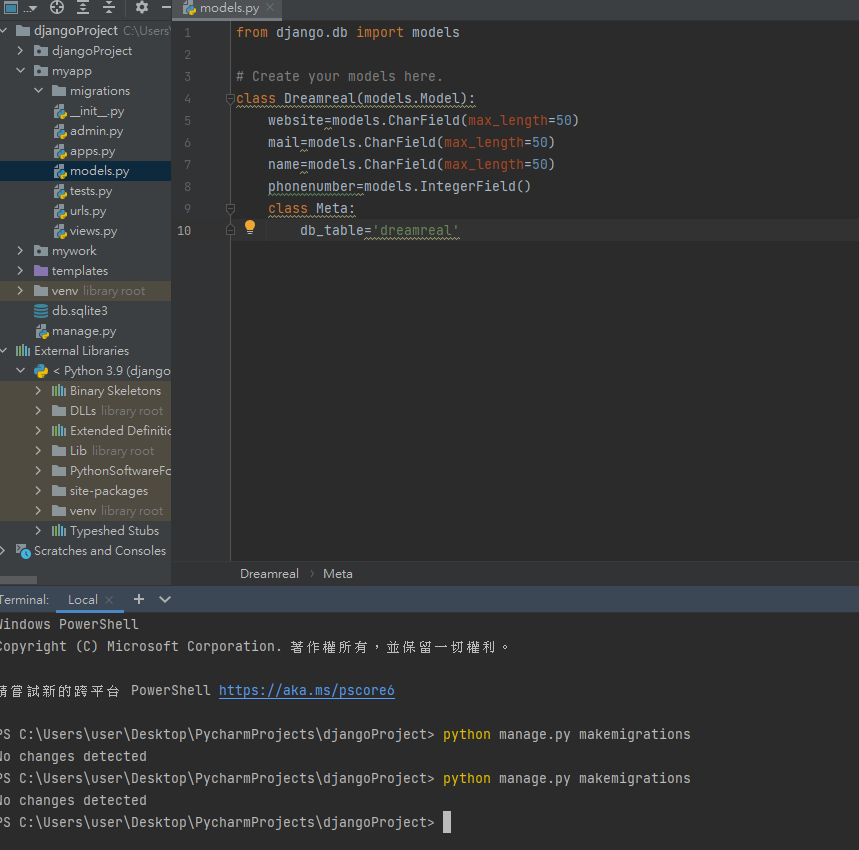 models.py
djangoProject C:\Users\
djangoProject
myapp
migrations
__init__.py
admin.py
apps.py
models.py
tests.py
urls.py
views.py
mywork
templates
venv library root
db.sqlite3
manage.py
External Libraries
< Python 3.9 (django
Binary Skeletons
DLLs library root
Extended Definitio
Lib library root
PythonSoftwareFo
site-packages
venv library root
Typeshed Stubs
Scratches and Consoles
1 from django.db import models
2
3 # Create your models here.
4 class Dreamreal(models.Model):
5 website=models.CharField(max_length=50)
6 mail=models.CharField(max_length=50)
7 name=models.CharField(max_length=50)
8 phonenumber=models.IntegerField()
9 class Meta:
10 db_table='dreamreal'
Dreamreal > Meta
Terminal: Local × + 
Windows PowerShell
Copyright (C) Microsoft Corporation. 著作權所有，並保留一切權利。
請嘗試新的跨平台 PowerShell https://aka.ms/pscore6
PS C:\Users\user\Desktop\PycharmProjects\djangoProject> python manage.py makemigrations
No changes detected
PS C:\Users\user\Desktop\PycharmProjects\djangoProject> python manage.py makemigrations
No changes detected
PS C:\Users\user\Desktop\PycharmProjects\djangoProject>